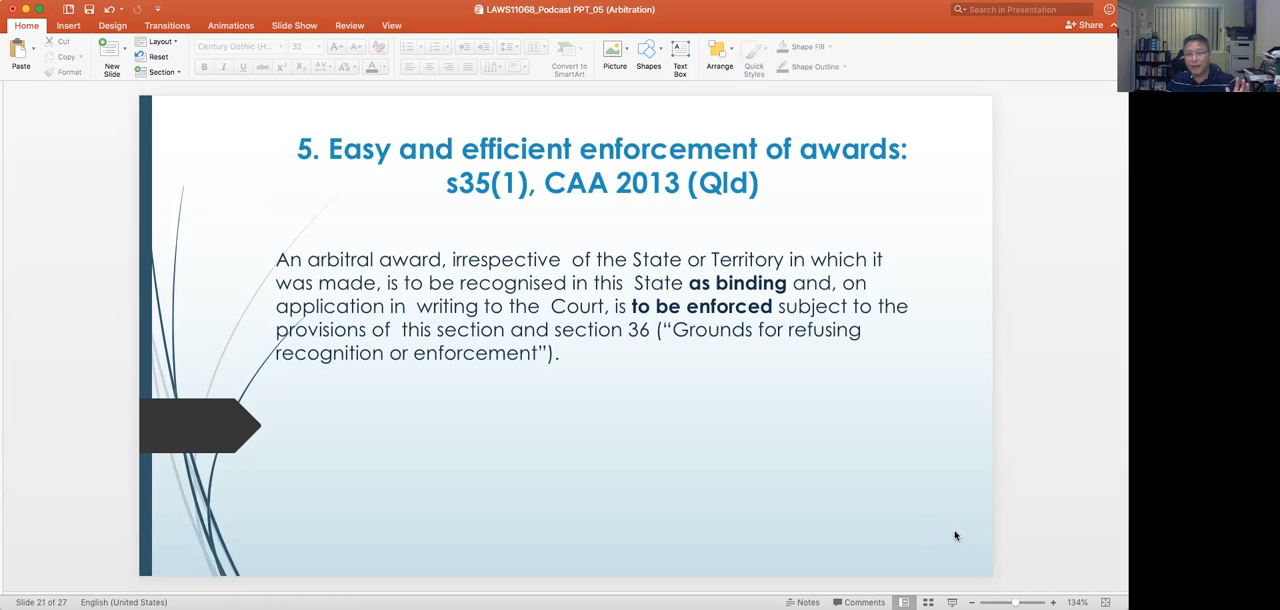 LAWS11068_Podcast PPT_05 (Arbitration)
Search in Presentation
Home Insert Design Transitions Animations Slide Show Review View
Share
Paste
Cut
Copy
Format
New Slide
Layout
Reset
Section
Century Gothic (H... 32
Convert to SmartArt
Picture
Shapes
Text Box
Arrange
Quick Styles
Shape Fill
Shape Outline
5. Easy and efficient enforcement of awards:
s35(1), CAA 2013 (Qld)
An arbitral award, irrespective of the State or Territory in which it
was made, is to be recognised in this State as binding and, on
application in writing to the Court, is to be enforced subject to the
provisions of this section and section 36 (“Grounds for refusing
recognition or enforcement”).
Slide 21 of 27 English (United States)
Notes Comments 134%